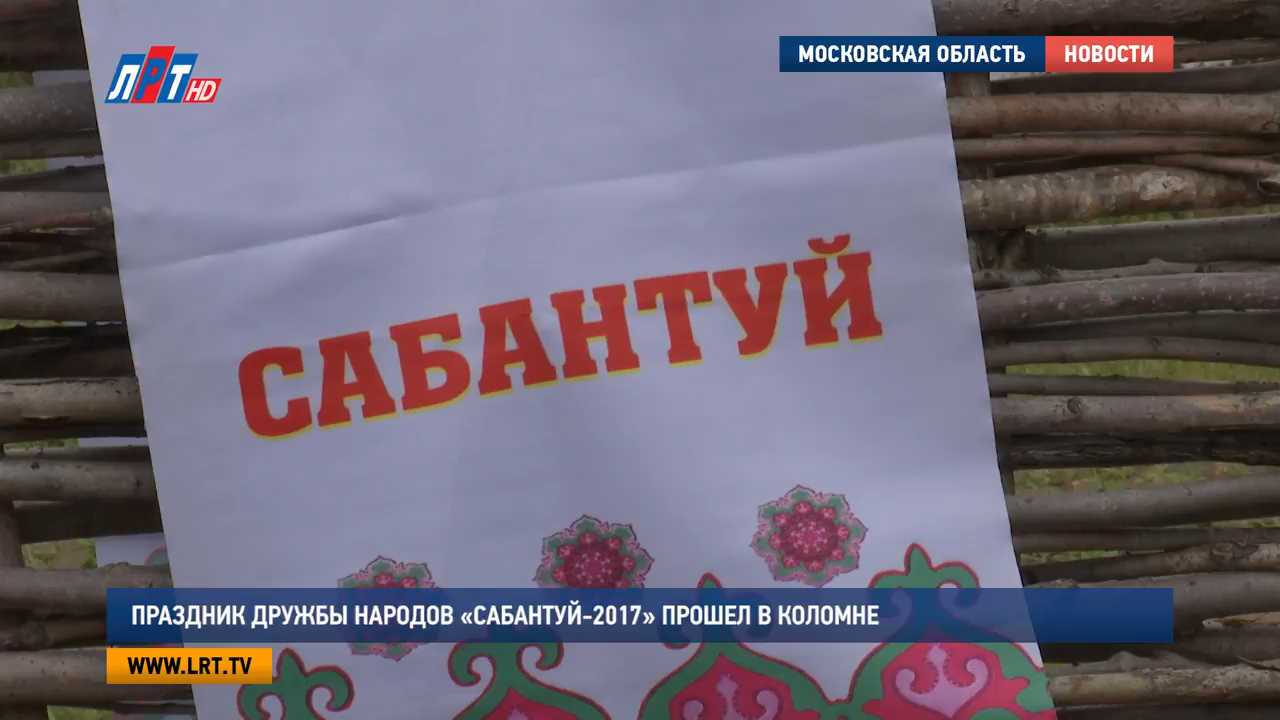 ЛРТ HD
МОСКОВСКАЯ ОБЛАСТЬ НОВОСТИ
САБАНТУЙ
ПРАЗДНИК ДРУЖБЫ НАРОДОВ «САБАНТУЙ-2017» ПРОШЕЛ В КОЛОМНЕ
WWW.LRT.TV